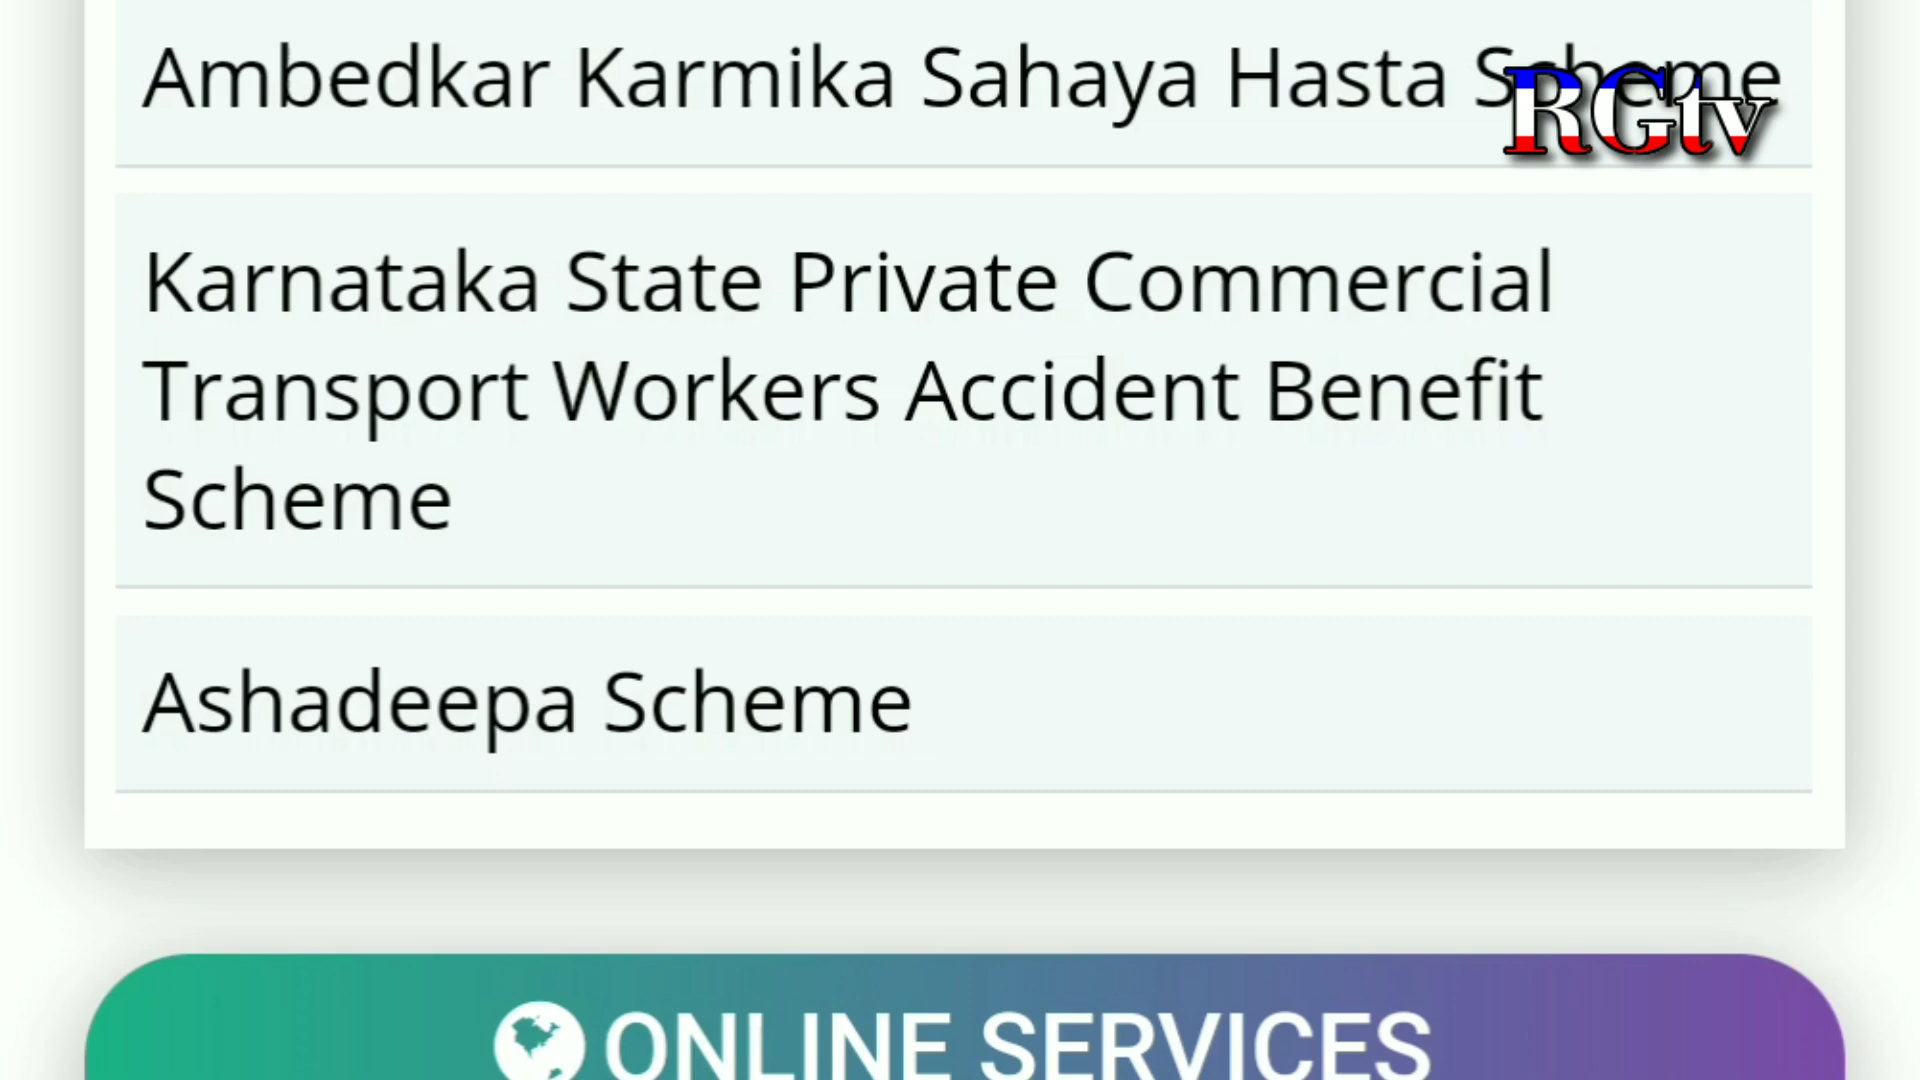 Ambedkar Karmika Sahaya Hasta Scheme
RGtv
Karnataka State Private Commercial
Transport Workers Accident Benefit
Scheme
Ashadeepa Scheme
ONLINE SERVICES